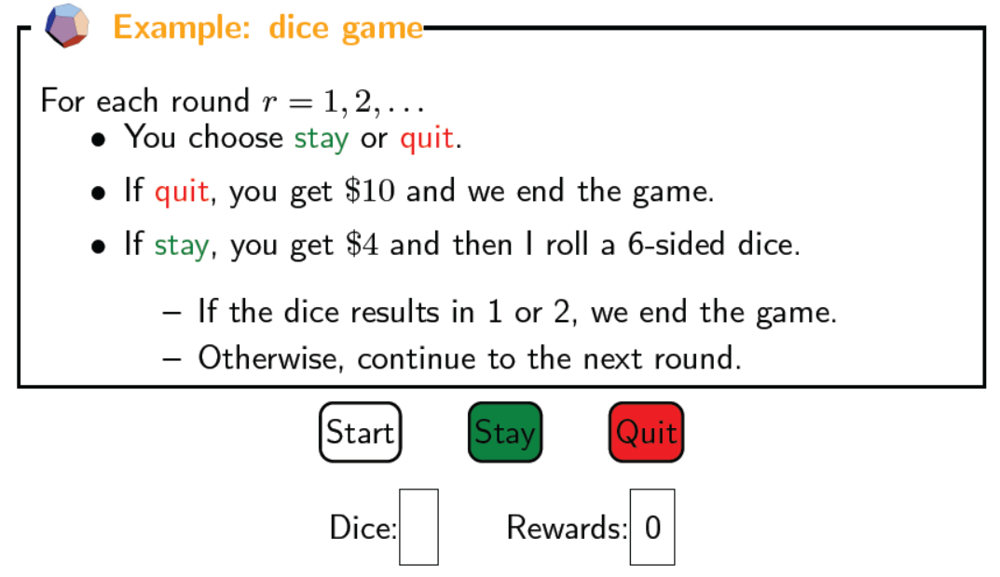 Example: dice game
For each round r = 1, 2, . . .
• You choose stay or quit.
• If quit, you get $10 and we end the game.
• If stay, you get $4 and then I roll a 6-sided dice.
– If the dice results in 1 or 2, we end the game.
– Otherwise, continue to the next round.
Start Stay Quit
Dice: Rewards: 0